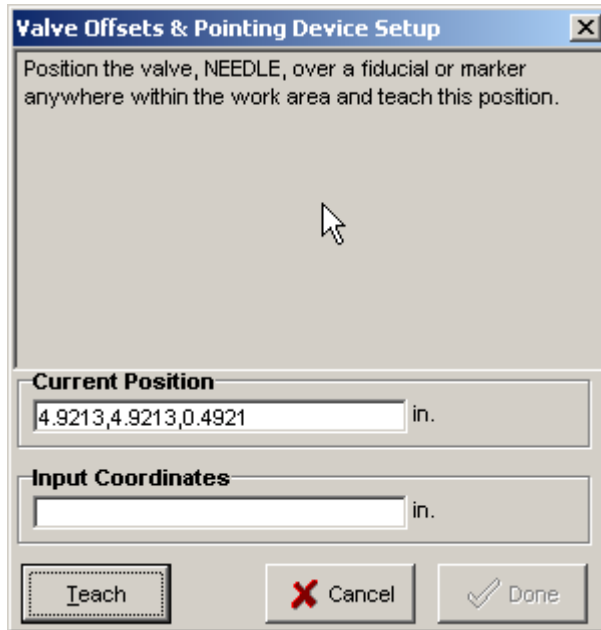 Valve Offsets & Pointing Device Setup
Position the valve, NEEDLE, over a fiducial or marker
anywhere within the work area and teach this position.
Current Position
4.9213,4.9213,0.4921 in.
Input Coordinates
in.
Teach Cancel Done